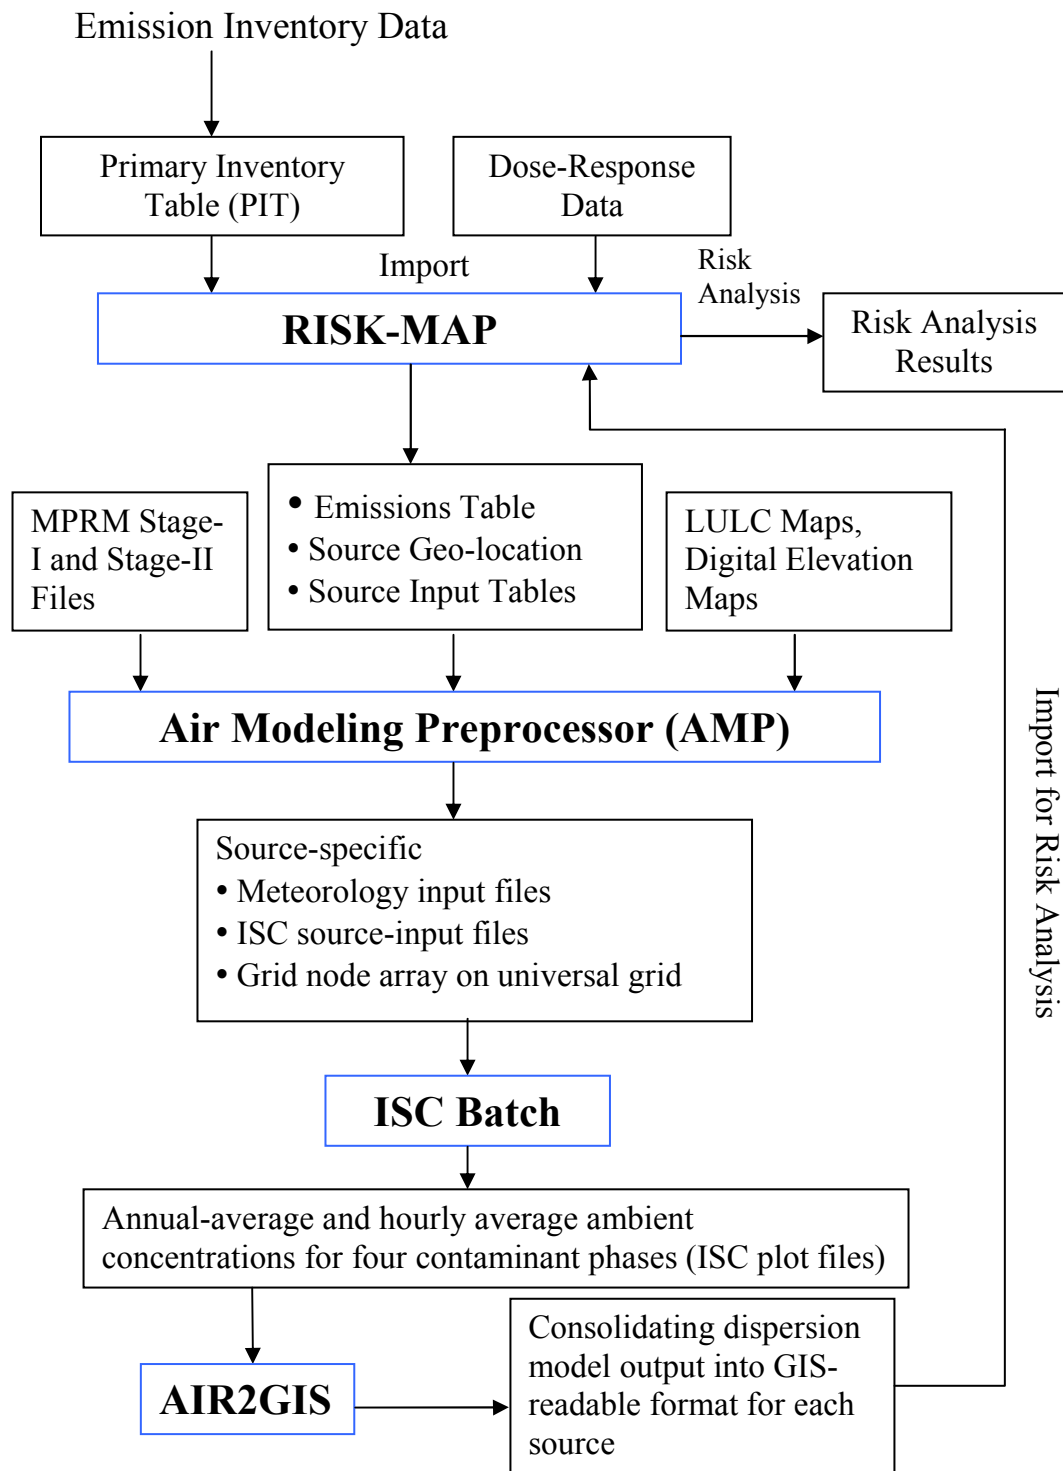 Emission Inventory Data
Primary Inventory
Table (PIT)
Dose-Response
Data
Import
Risk
Analysis
RISK-MAP
Risk Analysis
Results
MPRM Stage-
I and Stage-II
Files
• Emissions Table
• Source Geo-location
• Source Input Tables
LULC Maps,
Digital Elevation
Maps
Air Modeling Preprocessor (AMP)
Import for Risk Analysis
Source-specific
• Meteorology input files
• ISC source-input files
• Grid node array on universal grid
ISC Batch
Annual-average and hourly average ambient
concentrations for four contaminant phases (ISC plot files)
AIR2GIS
Consolidating dispersion
model output into GIS-
readable format for each
source